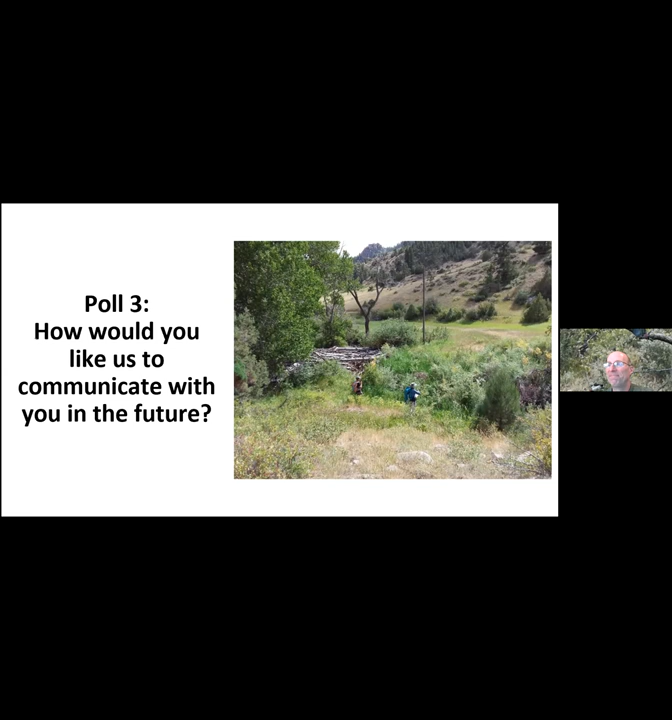 Poll 3:
How would you
like us to
communicate with
you in the future?